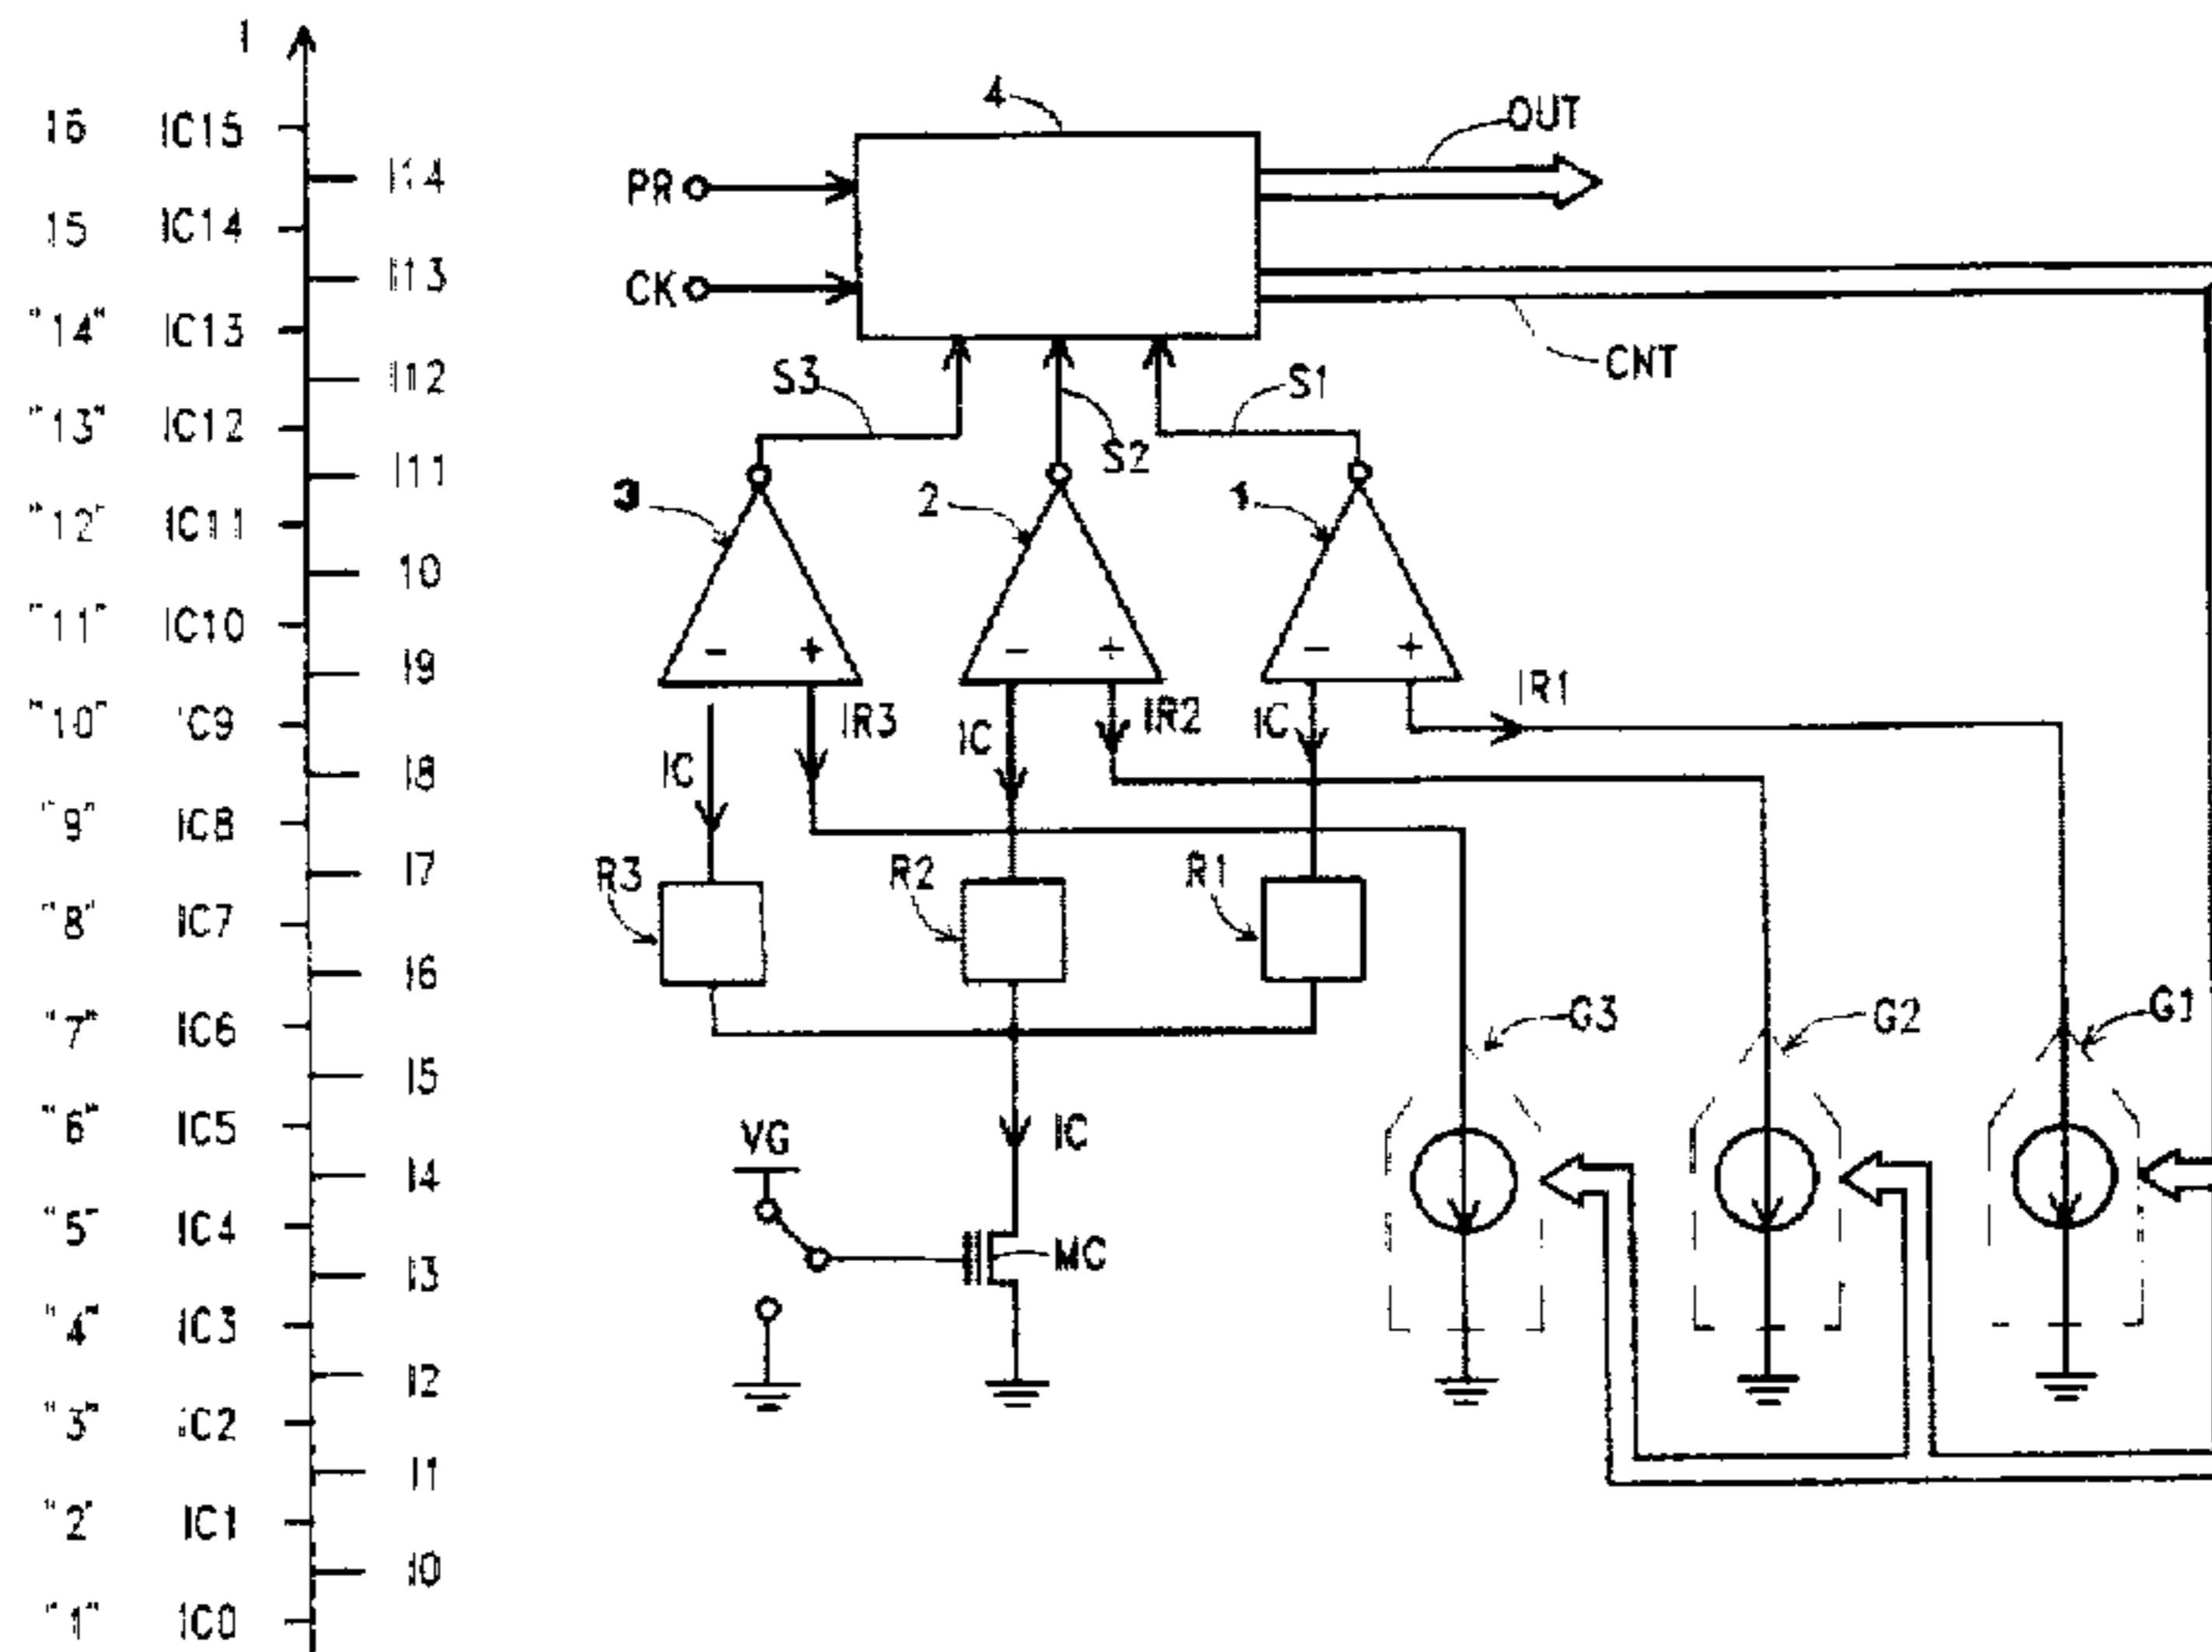 I
16 IC15
I14
15 IC14
I13
"14" IC13
I12
"13" IC12
I11
"12" IC11
10
"11" IC10
I9
"10" IC9
I8
"9" IC8
I7
"8" IC7
I6
"7" IC6
I5
"6" IC5
I4
"5" IC4
I3
"4" IC3
I2
"3" IC2
I1
"2" IC1
I0
"1" IC0
4
OUT
PR
CK
CNT
S3
S2
S1
3
2
1
- +
- +
- +
IR3
IR2
IR1
IC
IC
IC
R3
R2
R1
G3
G2
G1
VG
IC
MC